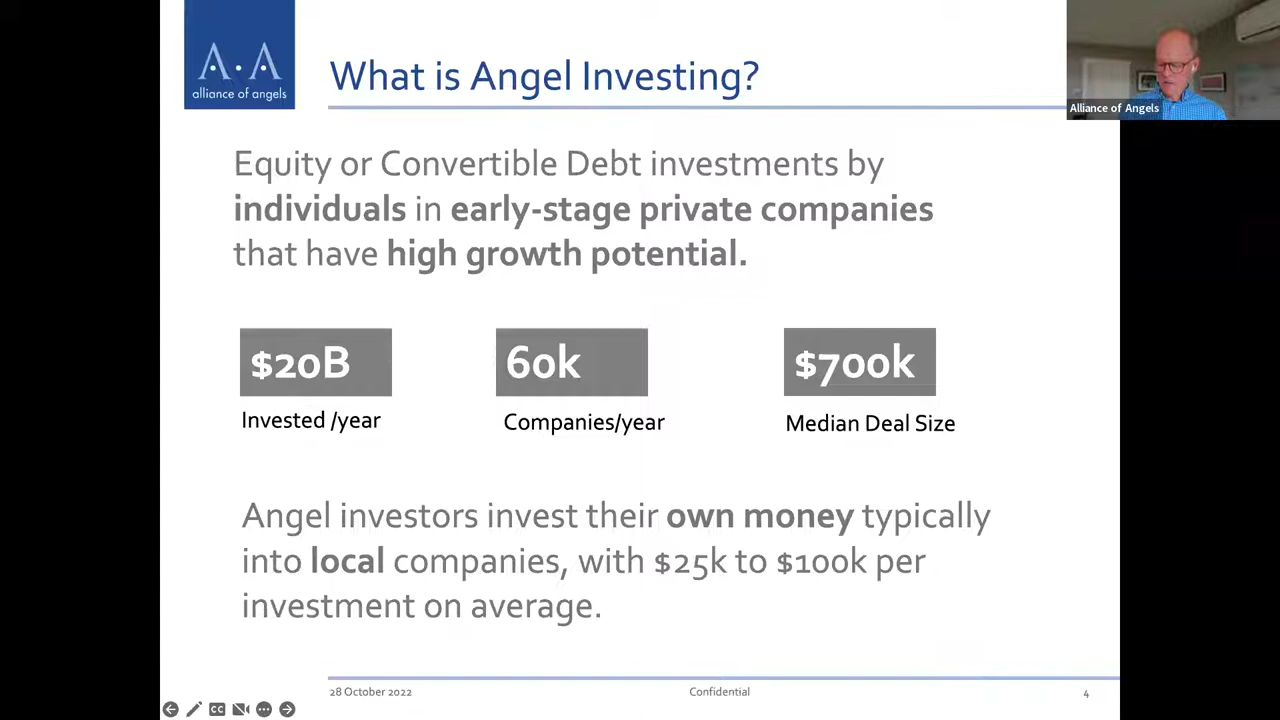 A·A
alliance of angels
What is Angel Investing?
Alliance of Angels
Equity or Convertible Debt investments by
individuals in early-stage private companies
that have high growth potential.
$20B
60k
$700k
Invested /year
Companies/year
Median Deal Size
Angel investors invest their own money typically
into local companies, with $25k to $100k per
investment on average.
28 October 2022
Confidential
4
CC